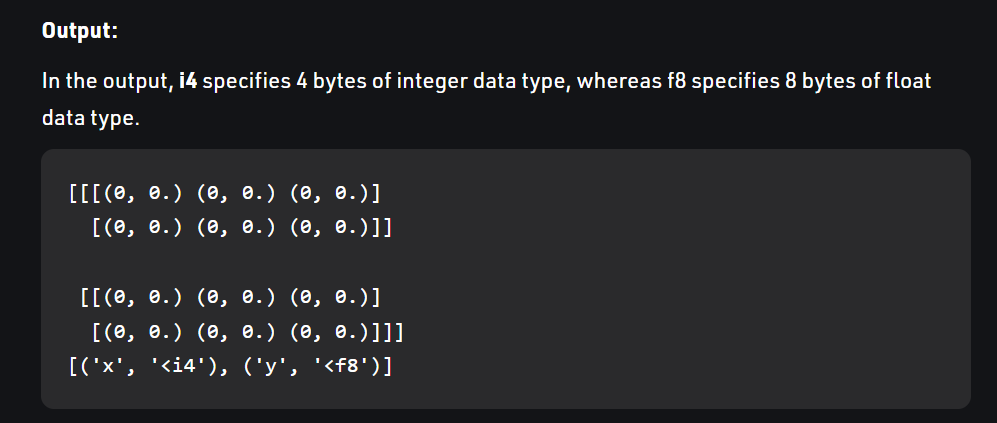 Output:
In the output, i4 specifies 4 bytes of integer data type, whereas f8 specifies 8 bytes of float
data type.
[[[(0, 0.) (0, 0.) (0, 0.)]
  [(0, 0.) (0, 0.) (0, 0.)]]

 [[(0, 0.) (0, 0.) (0, 0.)]
  [(0, 0.) (0, 0.) (0, 0.)]]]
[('x', '<i4'), ('y', '<f8')]